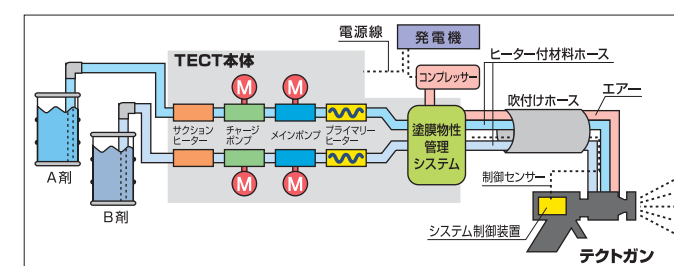 電源線
発電機
TECT本体
コンプレッサー
ヒーター付材料ホース
エアー
吹付けホース
M
M
サクション
ヒーター
チャージ
ポンプ
メインポンプ
プライマリー
ヒーター
塗膜物性
管理
システム
M
M
A剤
B剤
制御センサー
システム制御装置
テクトガン